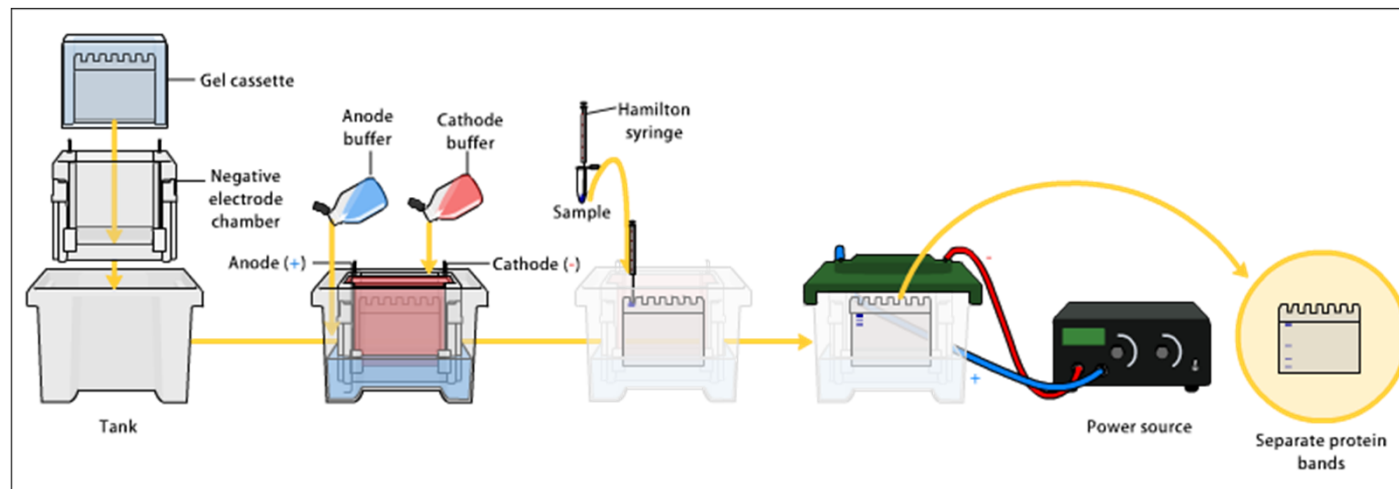 Gel cassette
Negative
electrode
chamber
Tank
Anode
buffer
Cathode
buffer
Anode (+)
Cathode (-)
Hamilton
syringe
Sample
-
+
Power source
Separate protein
bands